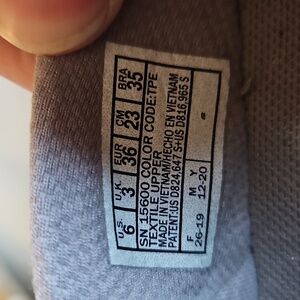 U.S. U.K. EUR CM BRA
6 3 36 23 35
SN 15600 COLOR CODE:TPE
TEXTILE UPPER
MADE IN VIETNAM/HECHO EN VIETNAM
PATENT:US D824,647 S+US D816,965 S
F M Y
26-19 12-20